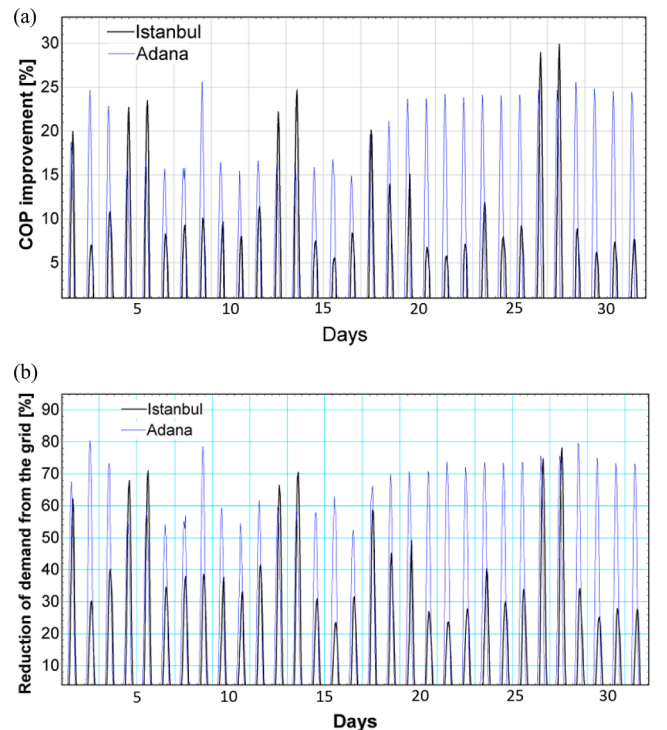 (a)
COP improvement [%]
30
25
20
15
10
5
Istanbul
Adana
5 10 15 20 25 30
Days
(b)
Reduction of demand from the grid [%]
90
80
70
60
50
40
30
20
10
Istanbul
Adana
5 10 15 20 25 30
Days